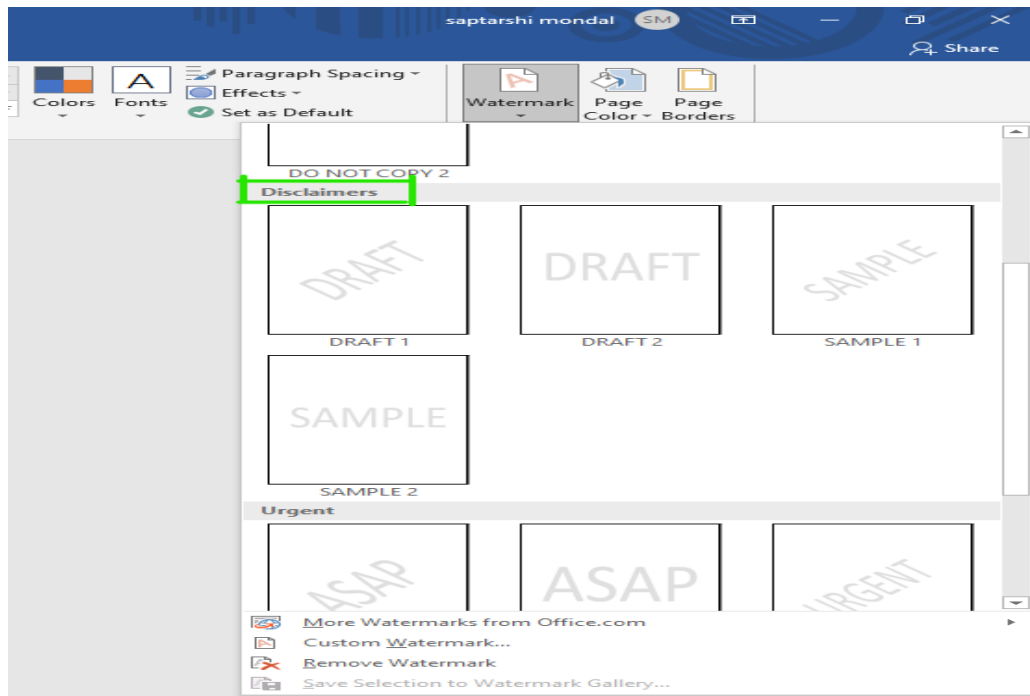 saptarshi mondal SM
Share
A
Paragraph Spacing
Effects
Set as Default
Colors Fonts
A
Watermark
Page Color
Page Borders
DO NOT COPY 2
Disclaimers
DRAFT DRAFT SAMPLE
DRAFT 1 DRAFT 2 SAMPLE 1
SAMPLE
SAMPLE 2
Urgent
ASAP ASAP URGENT
More Watermarks from Office.com
Custom Watermark...
Remove Watermark
Save Selection to Watermark Gallery...